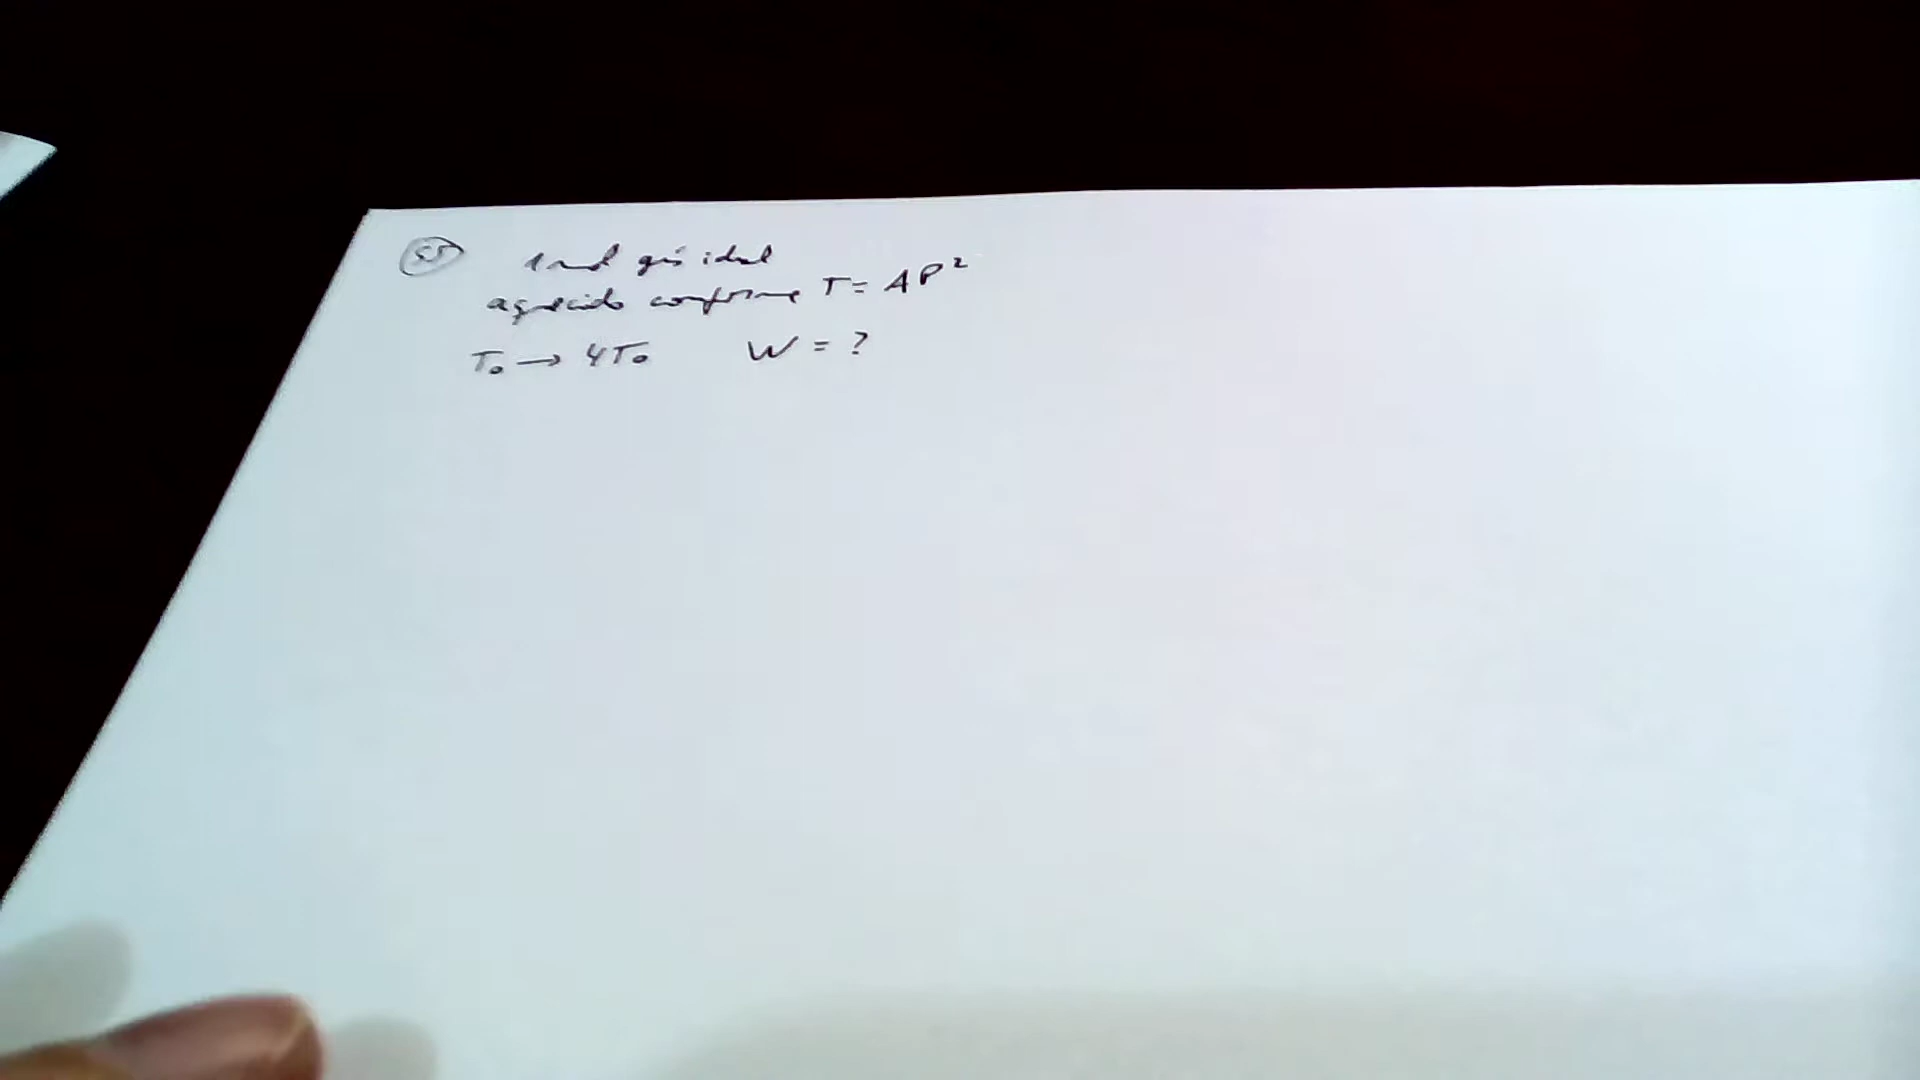 55 1 mol gás ideal
aquecido conforme T = AP²
T₀ → 4T₀ W = ?